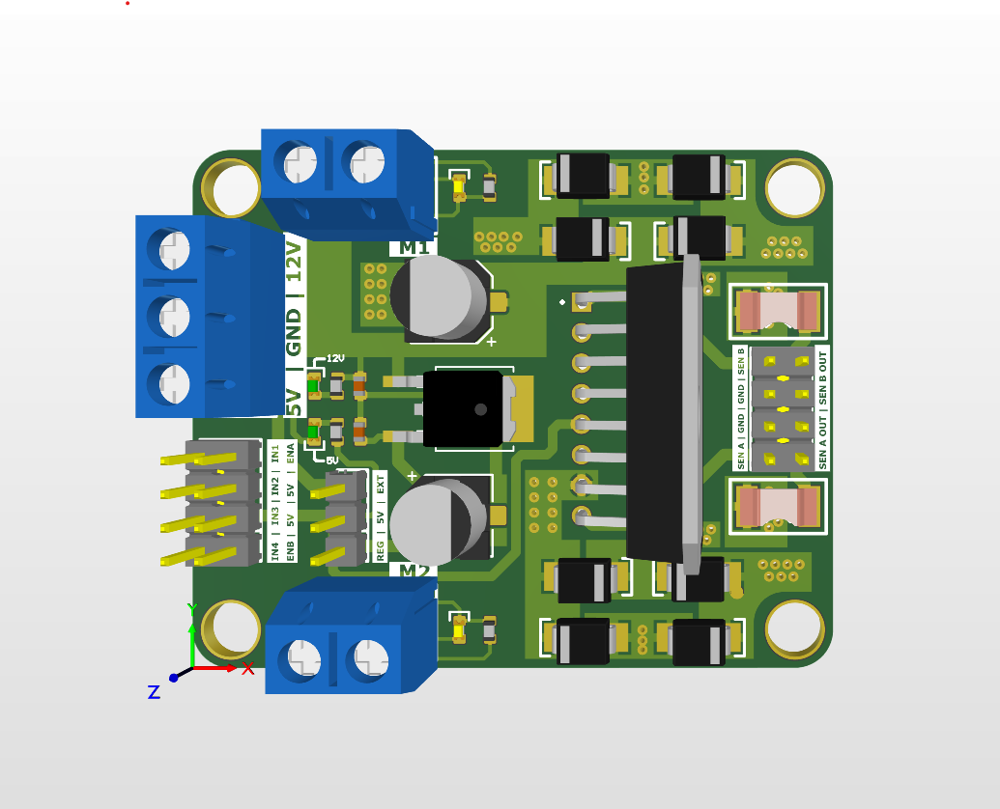 M1
5V | GND | 12V
12V
5V
+
+
SEN A | GND | GND | SEN B
SEN A OUT | SEN B OUT
IN4 | IN3 | IN2 | IN1
ENB | 5V | 5V | ENA
REG | 5V | EXT
M2
Y
X
Z